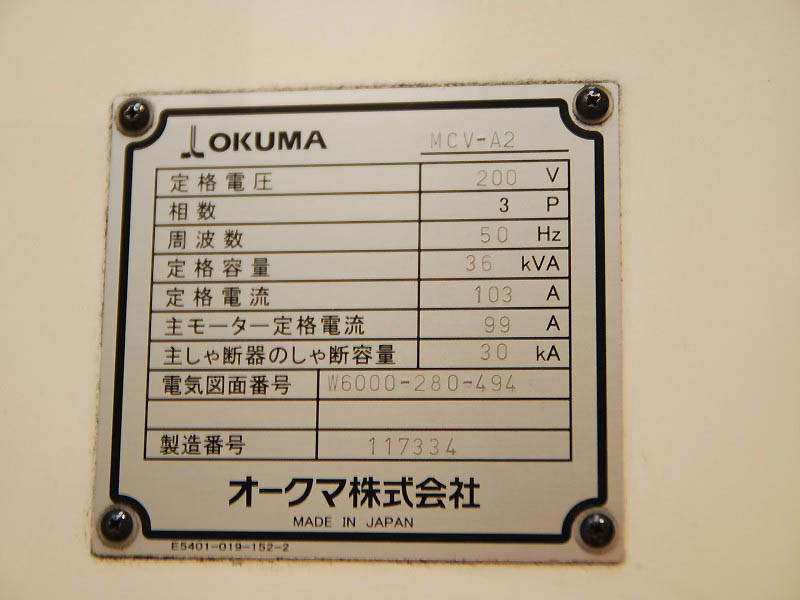 OKUMA MCV-A2
定格電圧 200 V
相数 3 P
周波数 50 Hz
定格容量 36 kVA
定格電流 103 A
主モーター定格電流 99 A
主しゃ断器のしゃ断容量 30 kA
電気図面番号 W6000-280-494
製造番号 117334
オークマ株式会社
MADE IN JAPAN
E5401-019-152-2